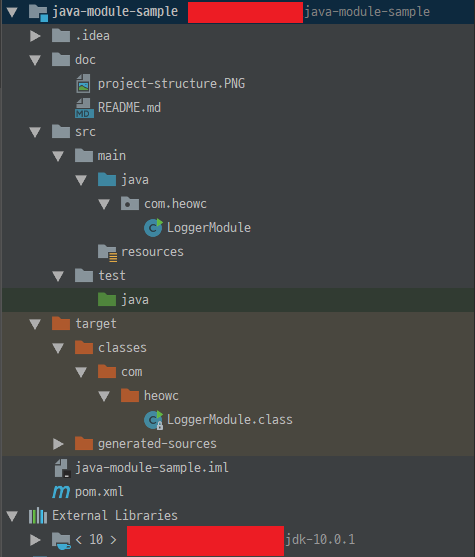 java-module-sample java-module-sample
.idea
doc
project-structure.PNG
MD README.md
src
main
java
com.heowc
C LoggerModule
resources
test
java
target
classes
com
heowc
C LoggerModule.class
generated-sources
java-module-sample.iml
m pom.xml
External Libraries
< 10 > jdk-10.0.1